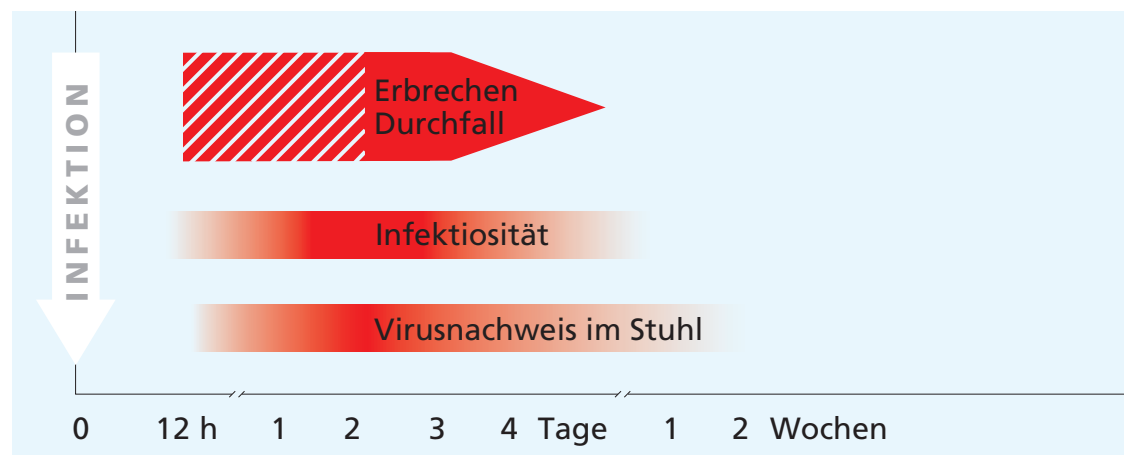 INFEKTION
Erbrechen
Durchfall
Infektiosität
Virusnachweis im Stuhl
0 12 h 1 2 3 4 Tage 1 2 Wochen